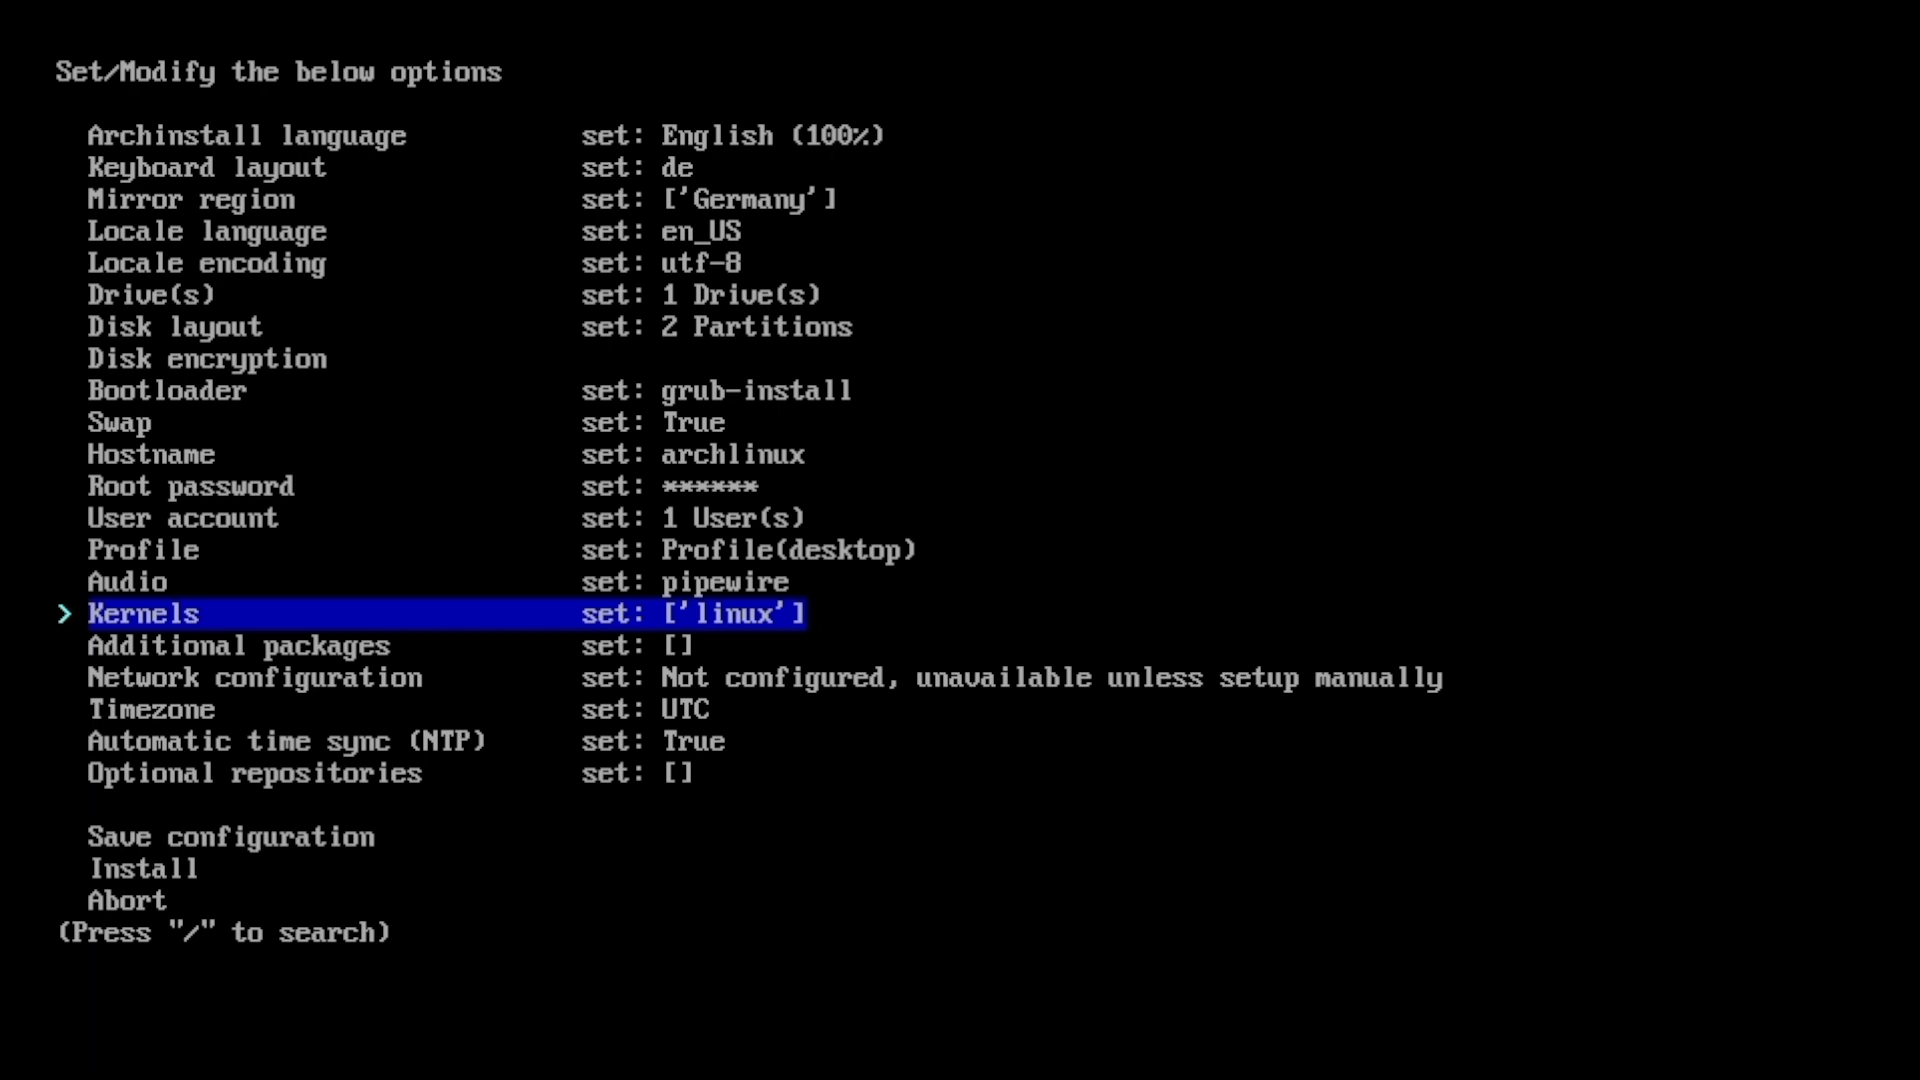 Set/Modify the below options
Archinstall language set: English (100%)
Keyboard layout set: de
Mirror region set: ['Germany']
Locale language set: en_US
Locale encoding set: utf-8
Drive(s) set: 1 Drive(s)
Disk layout set: 2 Partitions
Disk encryption
Bootloader set: grub-install
Swap set: True
Hostname set: archlinux
Root password set: ******
User account set: 1 User(s)
Profile set: Profile(desktop)
Audio set: pipewire
> Kernels set: ['linux']
Additional packages set: []
Network configuration set: Not configured, unavailable unless setup manually
Timezone set: UTC
Automatic time sync (NTP) set: True
Optional repositories set: []
Save configuration
Install
Abort
(Press "/" to search)